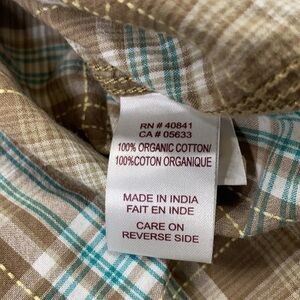 RN # 40841
CA # 05633
100% ORGANIC COTTON/
100%COTON ORGANIQUE
MADE IN INDIA
FAIT EN INDE
CARE ON
REVERSE SIDE